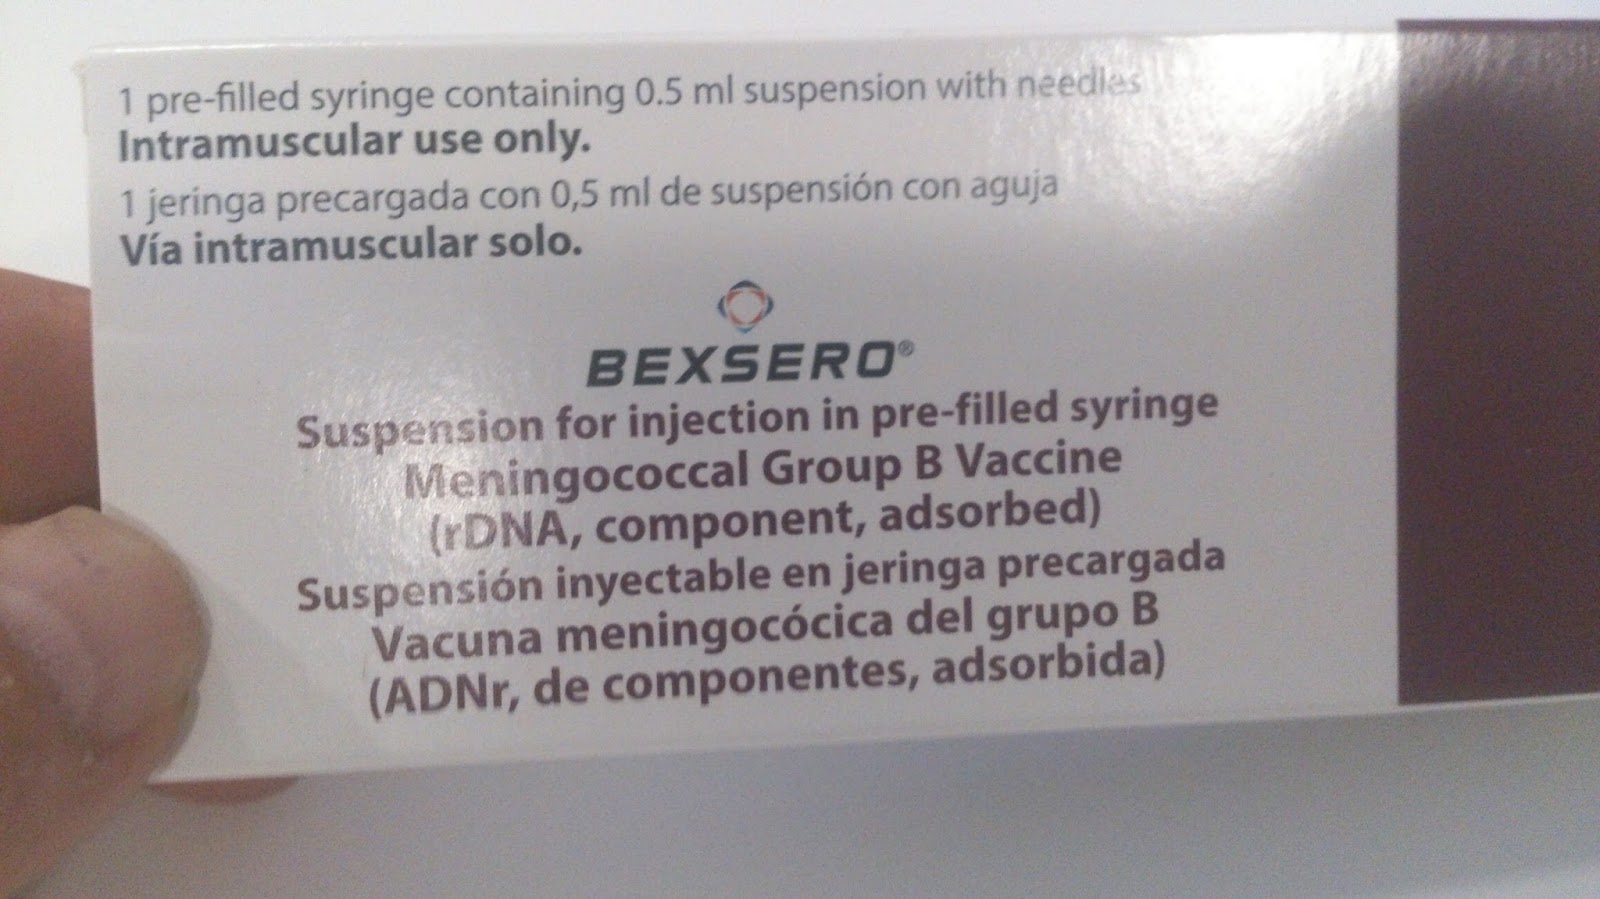 1 pre-filled syringe containing 0.5 ml suspension with needles
Intramuscular use only.
1 jeringa precargada con 0,5 ml de suspensión con aguja
Vía intramuscular solo.
BEXSERO®
Suspension for injection in pre-filled syringe
Meningococcal Group B Vaccine
(rDNA, component, adsorbed)
Suspensión inyectable en jeringa precargada
Vacuna meningocócica del grupo B
(ADNr, de componentes, adsorbida)